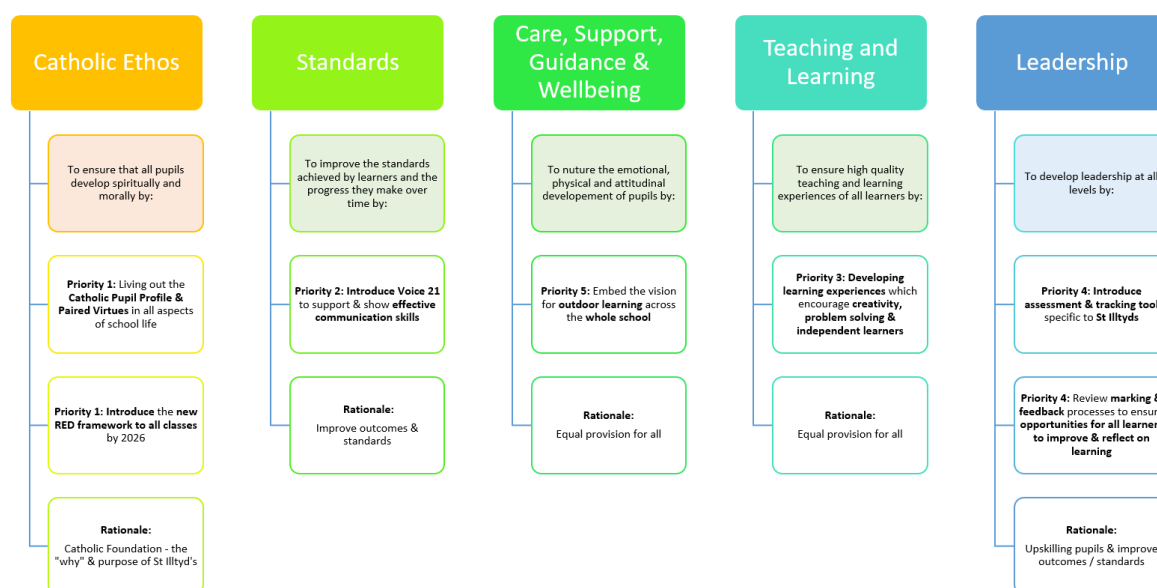 Catholic Ethos
To ensure that all pupils
develop spiritually and
morally by:
Priority 1: Living out the
Catholic Pupil Profile &
Paired Virtues in all aspects
of school life
Priority 1: Introduce the new
RED framework to all classes
by 2026
Rationale:
Catholic Foundation - the
"why" & purpose of St Illtyd's
Standards
To improve the standards
achieved by learners and the
progress they make over
time by:
Priority 2: Introduce Voice 21
to support & show effective
communication skills
Rationale:
Improve outcomes &
standards
Care, Support,
Guidance &
Wellbeing
To nuture the emotional,
physical and attitudinal
developement of pupils by:
Priority 5: Embed the vision
for outdoor learning across
the whole school
Rationale:
Equal provision for all
Teaching and
Learning
To ensure high quality
teaching and learning
experiences of all learners by:
Priority 3: Developing
learning experiences which
encourage creativity,
problem solving &
independent learners
Rationale:
Equal provision for all
Leadership
To develop leadership at all
levels by:
Priority 4: Introduce
assessment & tracking tool
specific to St Illtyds
Priority 4: Review marking &
feedback processes to ensur
opportunities for all learner
to improve & reflect on
learning
Rationale:
Upskilling pupils & improve
outcomes / standards